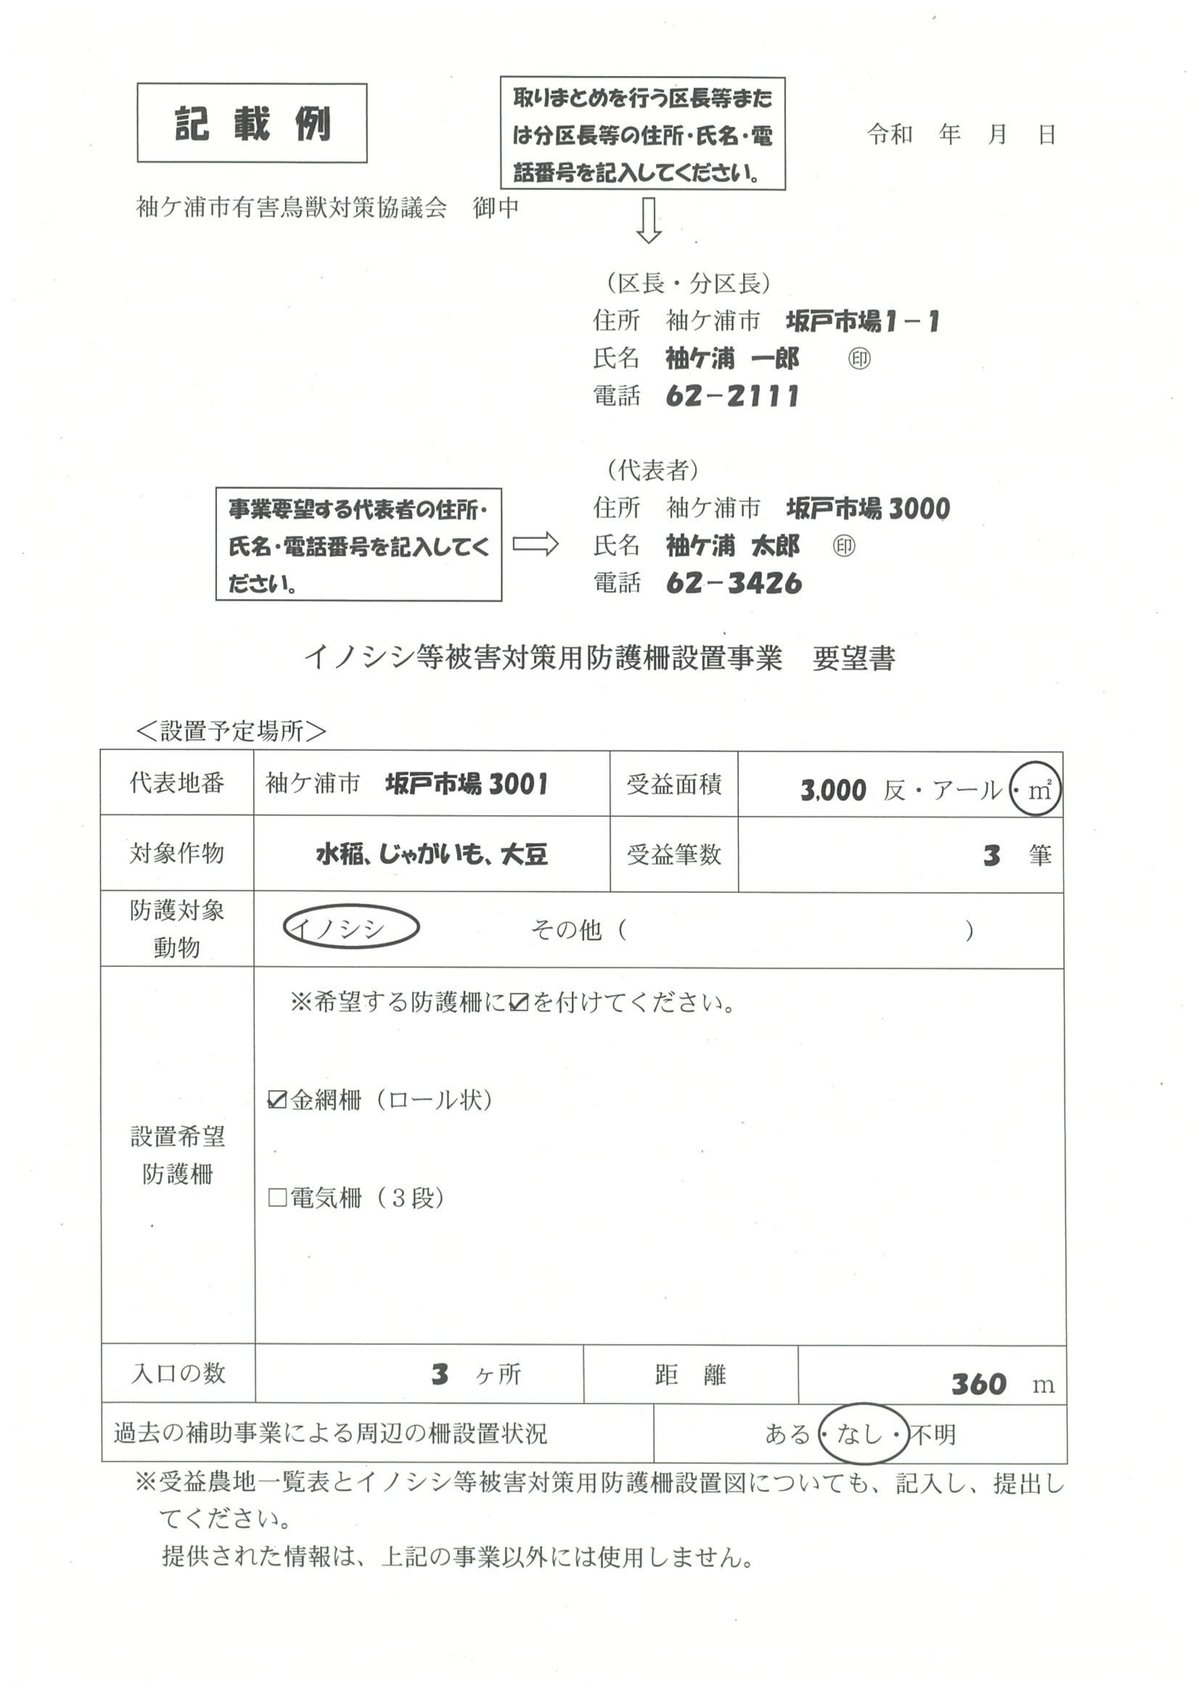 記 載 例
取りまとめを行う区長等また
は分区長等の住所・氏名・電
話番号を記入してください。
令和　年　月　日
袖ケ浦市有害鳥獣対策協議会　御中
（区長・分区長）
住所　袖ケ浦市　坂戸市場1－1
氏名　袖ケ浦 一郎　㊞
電話　62－2111
（代表者）
住所　袖ケ浦市　坂戸市場3000
氏名　袖ケ浦 太郎　㊞
電話　62－3426
事業要望する代表者の住所・
氏名・電話番号を記入してく
ださい。
イノシシ等被害対策用防護柵設置事業　要望書
＜設置予定場所＞
代表地番　袖ケ浦市　坂戸市場3001　受益面積　3,000 反・アール・㎡
対象作物　水稲、じゃがいも、大豆　受益筆数　3 筆
防護対象
動物
イノシシ　その他（　）
設置希望
防護柵
※希望する防護柵に☑を付けてください。
☑金網柵（ロール状）
□電気柵（３段）
入口の数　3 ヶ所　距　離　360 m
過去の補助事業による周辺の柵設置状況　ある・なし・不明
※受益農地一覧表とイノシシ等被害対策用防護柵設置図についても、記入し、提出し
てください。
提供された情報は、上記の事業以外には使用しません。